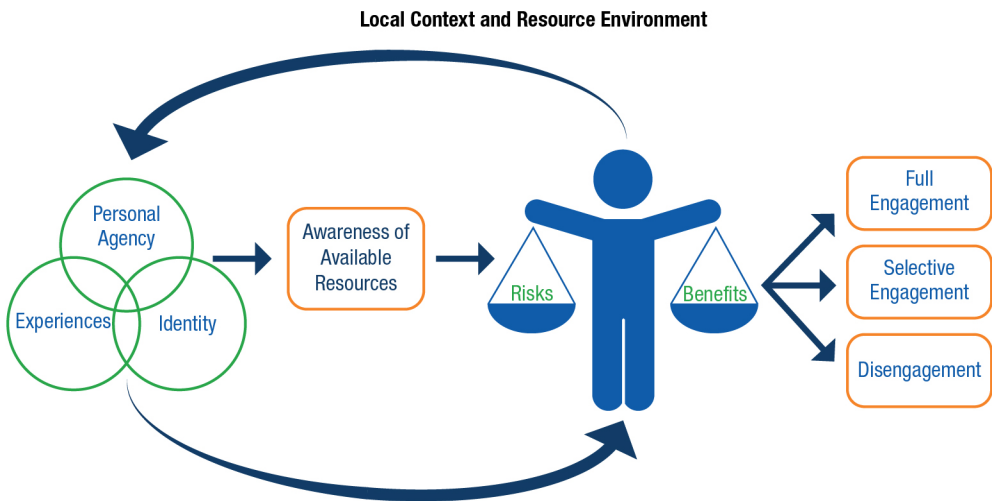 Local Context and Resource Environment
Personal
Agency
Experiences
Identity
Awareness of
Available
Resources
Risks
Benefits
Full
Engagement
Selective
Engagement
Disengagement